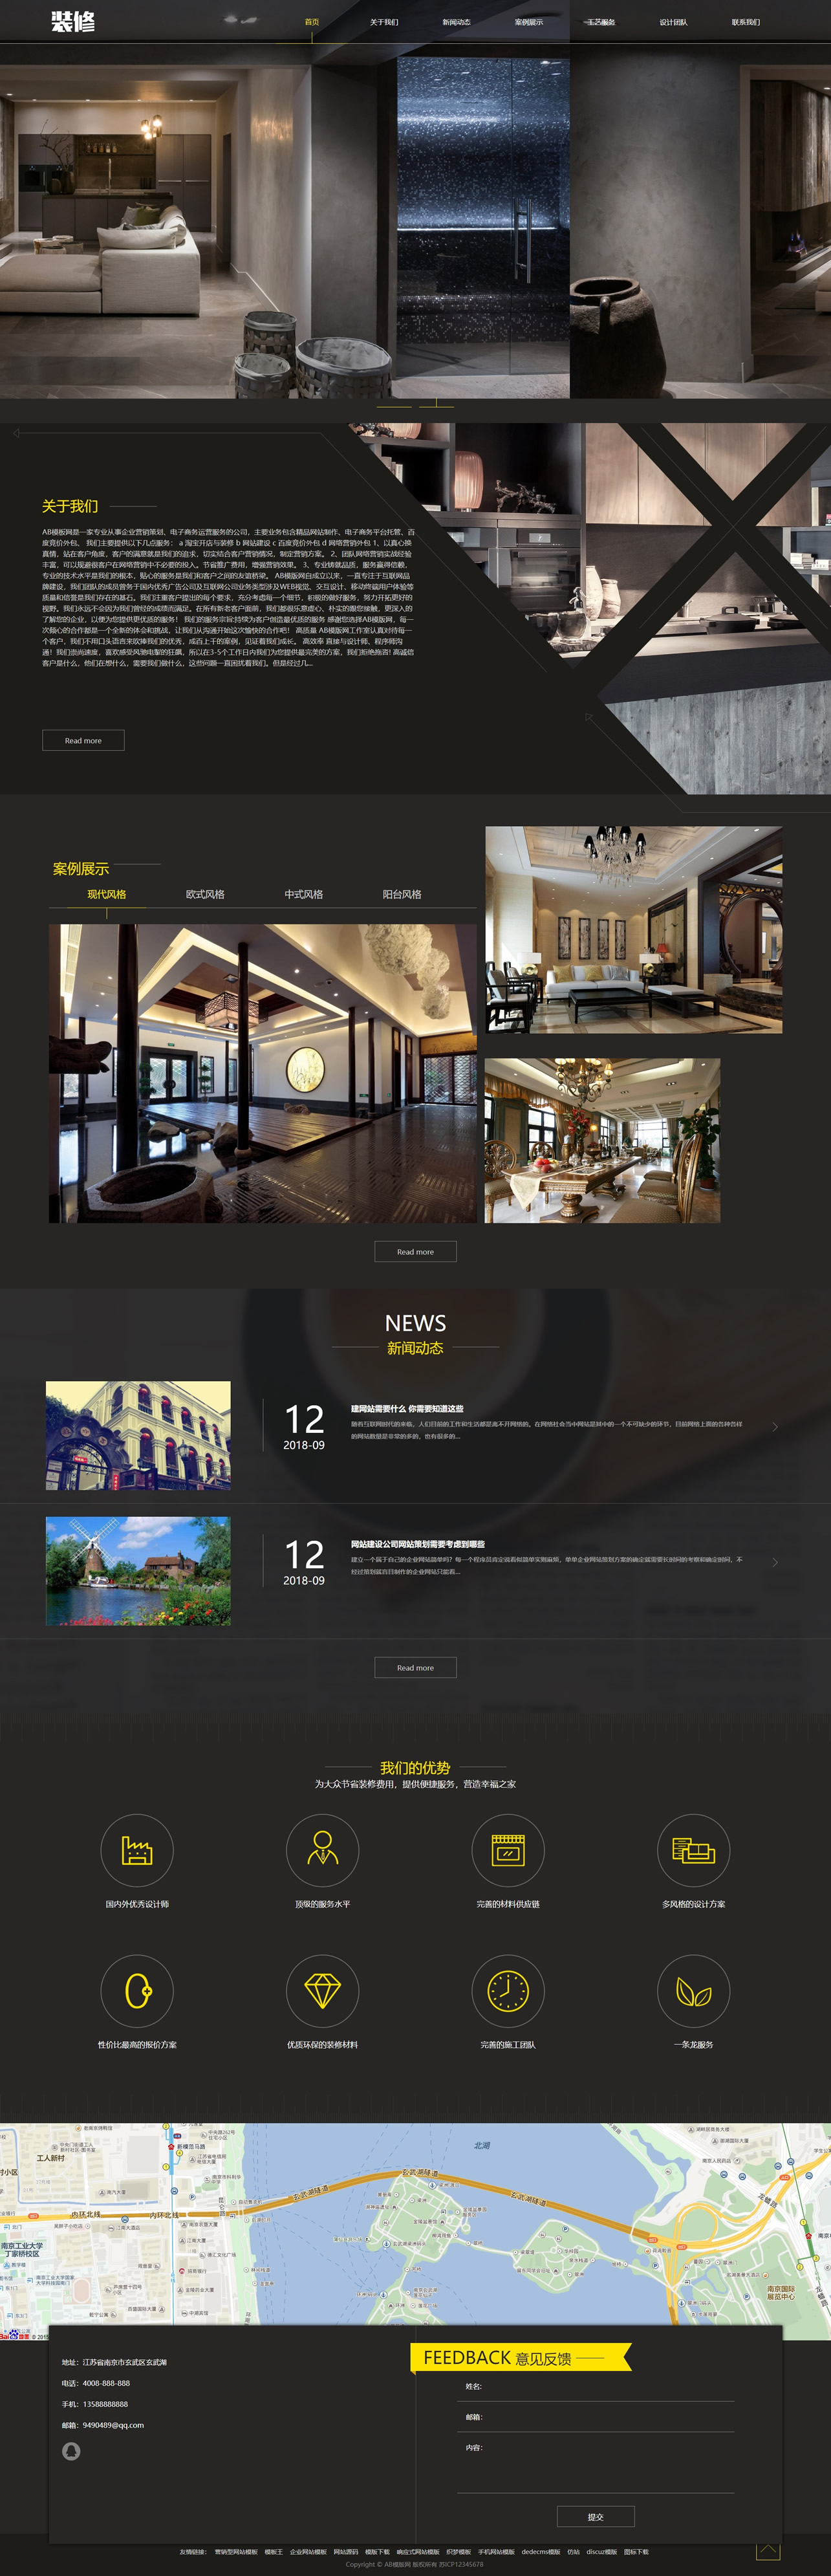 装修
首页 关于我们 新闻动态 案例展示 工艺服务 设计团队 联系我们
关于我们
AB模板网是一家专业从事企业营销策划、电子商务运营服务的公司，主要业务包含精品网站制作、电子商务平台托管、百
度竞价外包、 我们主要提供以下几点服务： a 淘宝开店与装修 b 网站建设 c 百度竞价外包 d 网络营销外包 1、以真心换
真情，站在客户角度，客户的满意就是我们的追求，切实结合客户营销情况，制定营销方案。 2、团队网络营销实战经验
丰富，可以规避很客户在网络营销中不必要的投入。节省推广费用，增强营销效果。 3、专业铸就品质，服务赢得信赖，
专业的技术水平是我们的根本，贴心的服务是我们和客户之间的友谊桥梁。 AB模版网自成立以来，一直专注于互联网品
牌建设，我们团队的成员曾务于国内优秀广告公司及互联网公司业务类型涉及WEB视觉、交互设计、移动终端用户体验等
质量和信誉是我们存在的基石。我们注重客户提出的每个要求，充分考虑每一个细节，积极的做好服务，努力开拓更好的
视野。我们永远不会因为我们曾经的成绩而满足。在所有新老客户面前，我们都很乐意虚心、朴实的跟您接触，更深入的
了解您的企业，以便为您提供更优质的服务！ 我们的服务宗旨:持续为客户创造最优质的服务 感谢您选择AB模版网，每一
次倾心的合作都是一个全新的体会和挑战，让我们从沟通开始这次愉快的合作吧！ 高质量 AB模版网工作室认真对待每一
个客户，我们不用口头语言来吹捧我们的优秀，成百上千的案例，见证着我们成长。 高效率 直接与设计师、程序师沟
通！我们崇尚速度，喜欢感受风驰电掣的狂飙，所以在3-5个工作日内我们为您提供最完美的方案，我们拒绝拖沓! 高诚信
客户是什么，他们在想什么，需要我们做什么，这些问题一直困扰着我们。但是经过几...
Read more
案例展示
现代风格 欧式风格 中式风格 阳台风格
Read more
NEWS
新闻动态
12
2018-09
建网站需要什么 你需要知道这些
随着互联网时代的来临，人们目前的工作和生活都是离不开网络的。在网络社会当中网站是其中的一个不可缺少的环节，目前网络上面的各种各样
的网站数量是非常的多的，也有很多的...
12
2018-09
网站建设公司网站策划需要考虑到哪些
建立一个属于自己的企业网站简单吗？每一个程序员肯定说看似简单实则麻烦，单单企业网站策划方案的确定就需要长时间的考察和确定时间，不
经过策划就盲目制作的企业网站只能看...
Read more
我们的优势
为大众节省装修费用，提供便捷服务，营造幸福之家
国内外优秀设计师 顶级的服务水平 完善的材料供应链 多风格的设计方案
性价比最高的报价方案 优质环保的装修材料 完善的施工团队 一条龙服务
北湖
工人新村
新模范马路
内环北线
内环北线
玄武湖隧道
玄武湖隧道
玄武湖隧道
龙蟠路
南京工业大学
丁家桥校区
南京国际
展览中心
地址：江苏省南京市玄武区玄武湖
电话：4008-888-888
手机：13588888888
邮箱：9490489@qq.com
FEEDBACK 意见反馈
姓名:
邮箱:
内容:
提交
友情链接： 营销型网站模板 模板王 企业网站模板 网站源码 模版下载 响应式网站模版 织梦模板 手机网站模版 dedecms模版 仿站 discuz模版 图标下载
Copyright © AB模版网 版权所有 苏ICP12345678